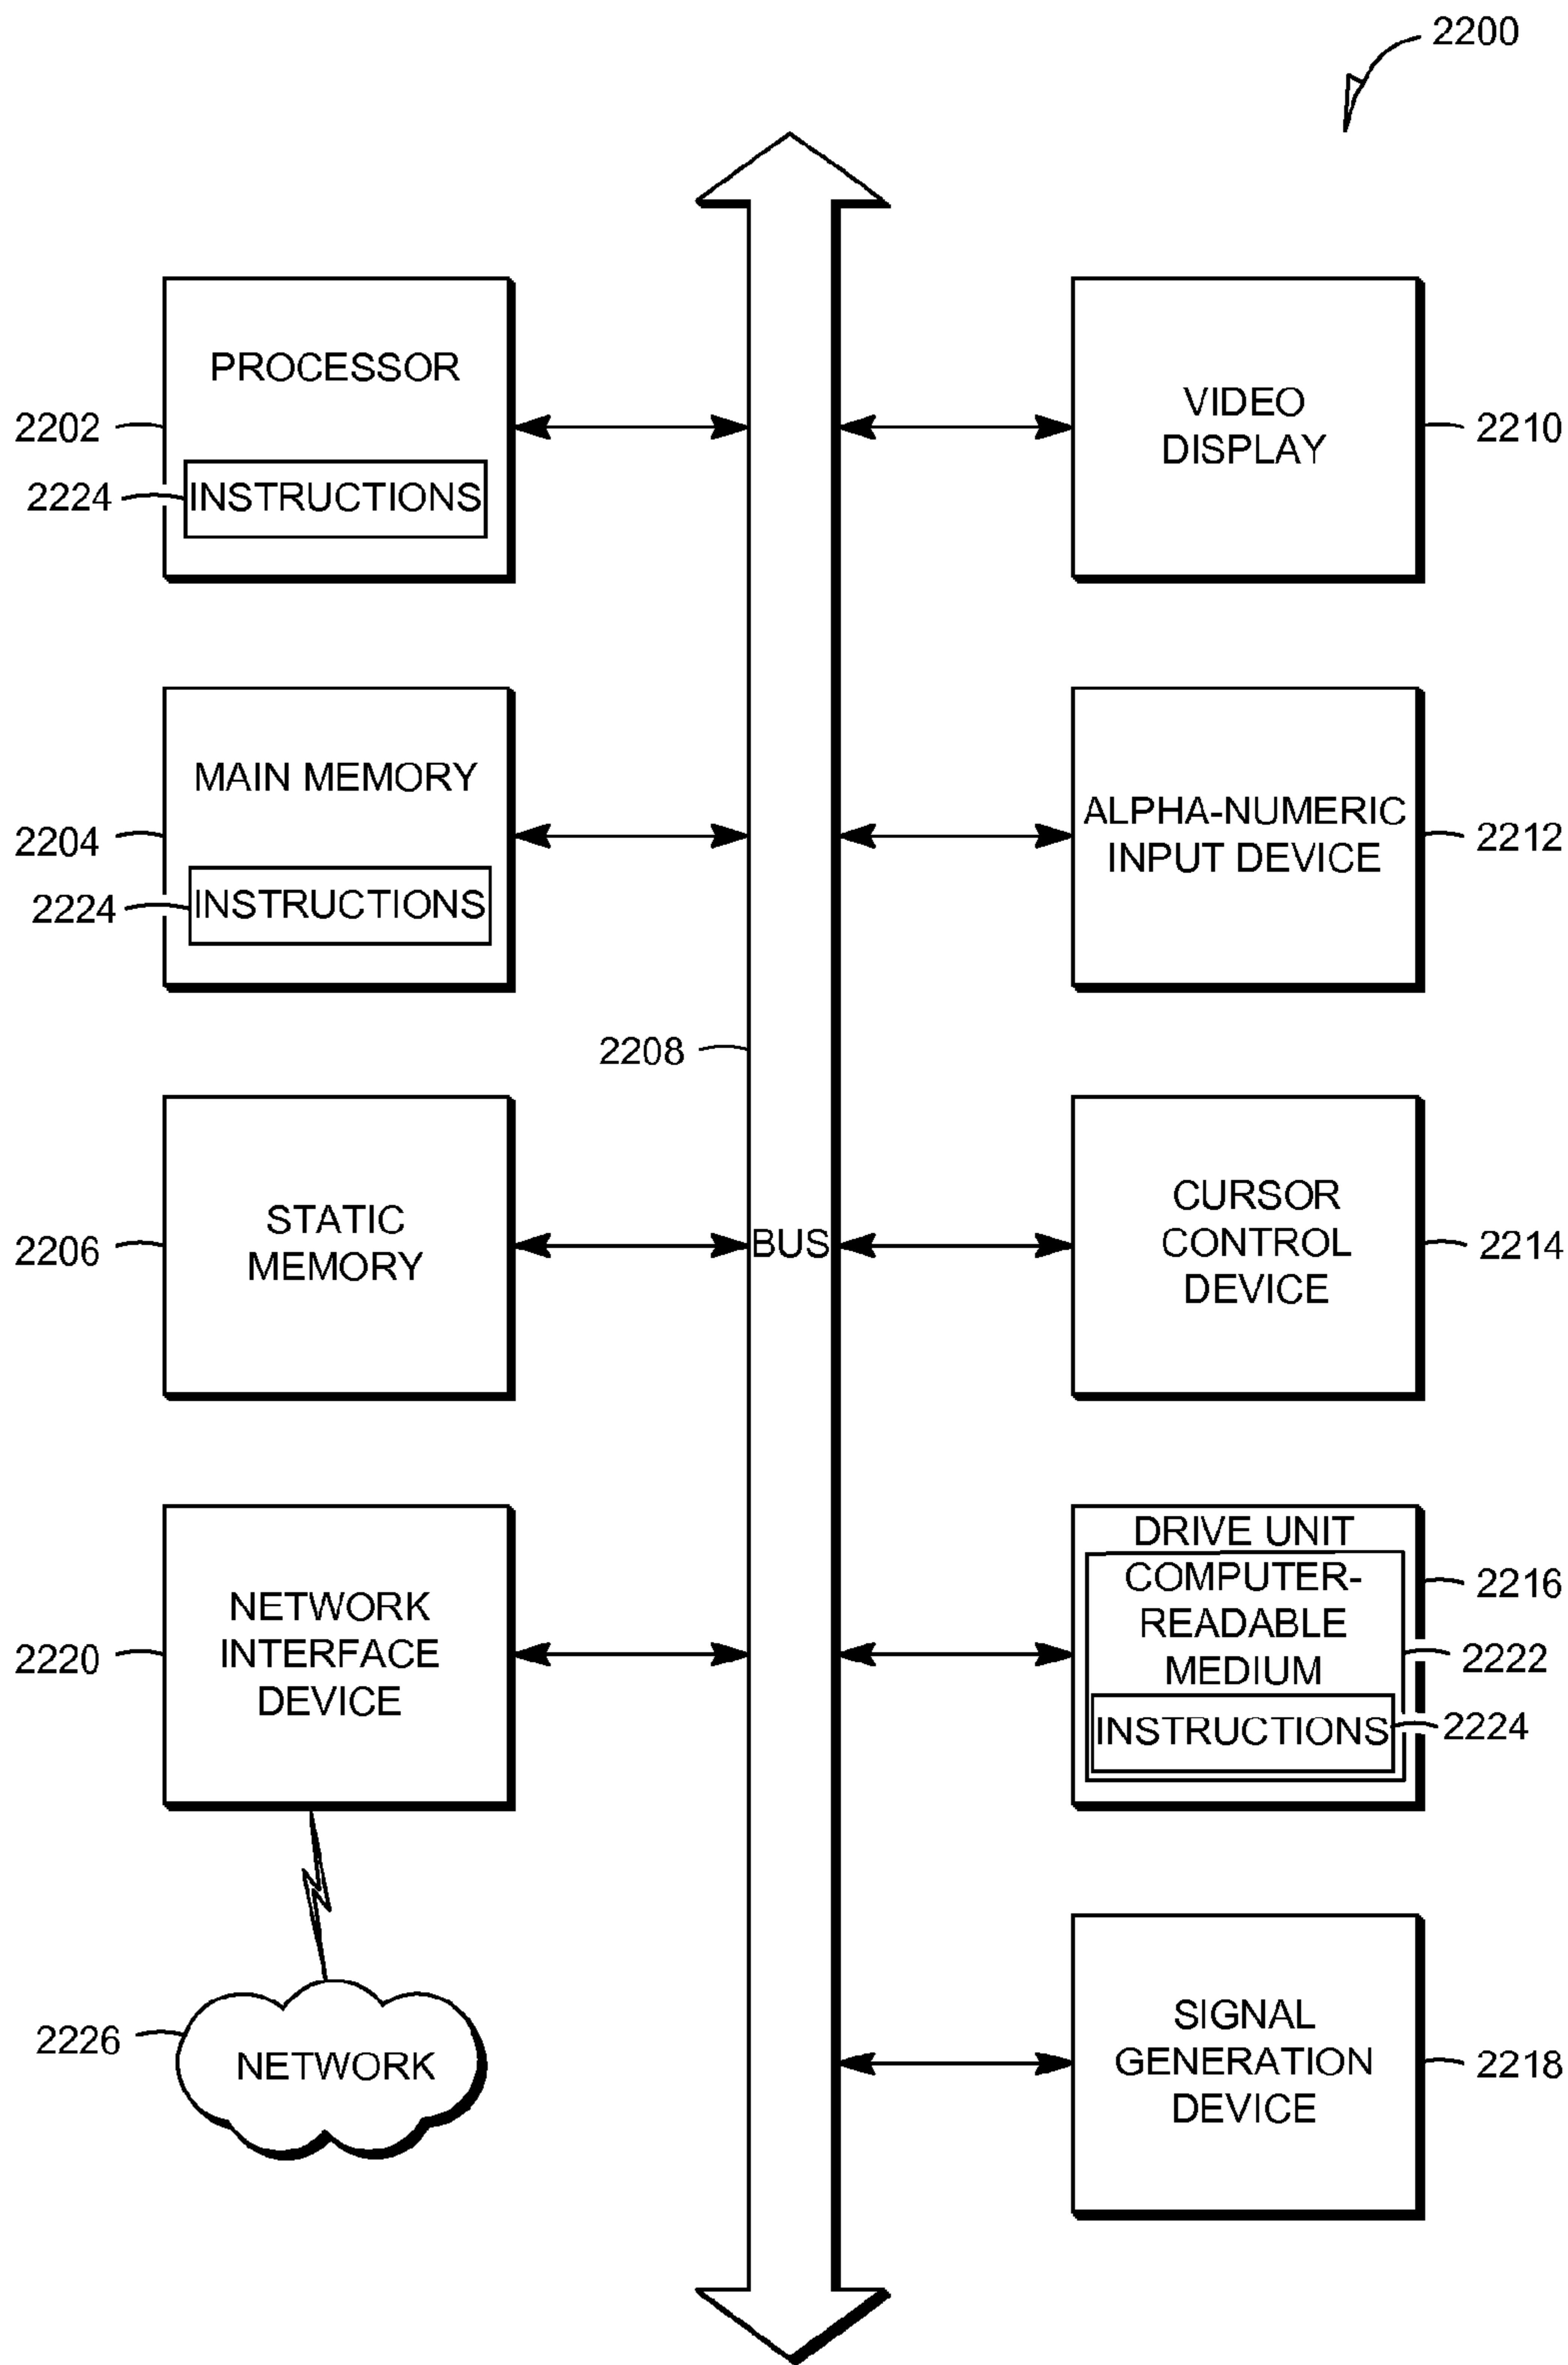 2200
PROCESSOR
2202
2224
INSTRUCTIONS
VIDEO
DISPLAY
2210
MAIN MEMORY
2204
2224
INSTRUCTIONS
ALPHA-NUMERIC
INPUT DEVICE
2212
2208
STATIC
MEMORY
2206
BUS
CURSOR
CONTROL
DEVICE
2214
NETWORK
INTERFACE
DEVICE
2220
DRIVE UNIT
COMPUTER-
READABLE
MEDIUM
INSTRUCTIONS
2216
2222
2224
2226
NETWORK
SIGNAL
GENERATION
DEVICE
2218